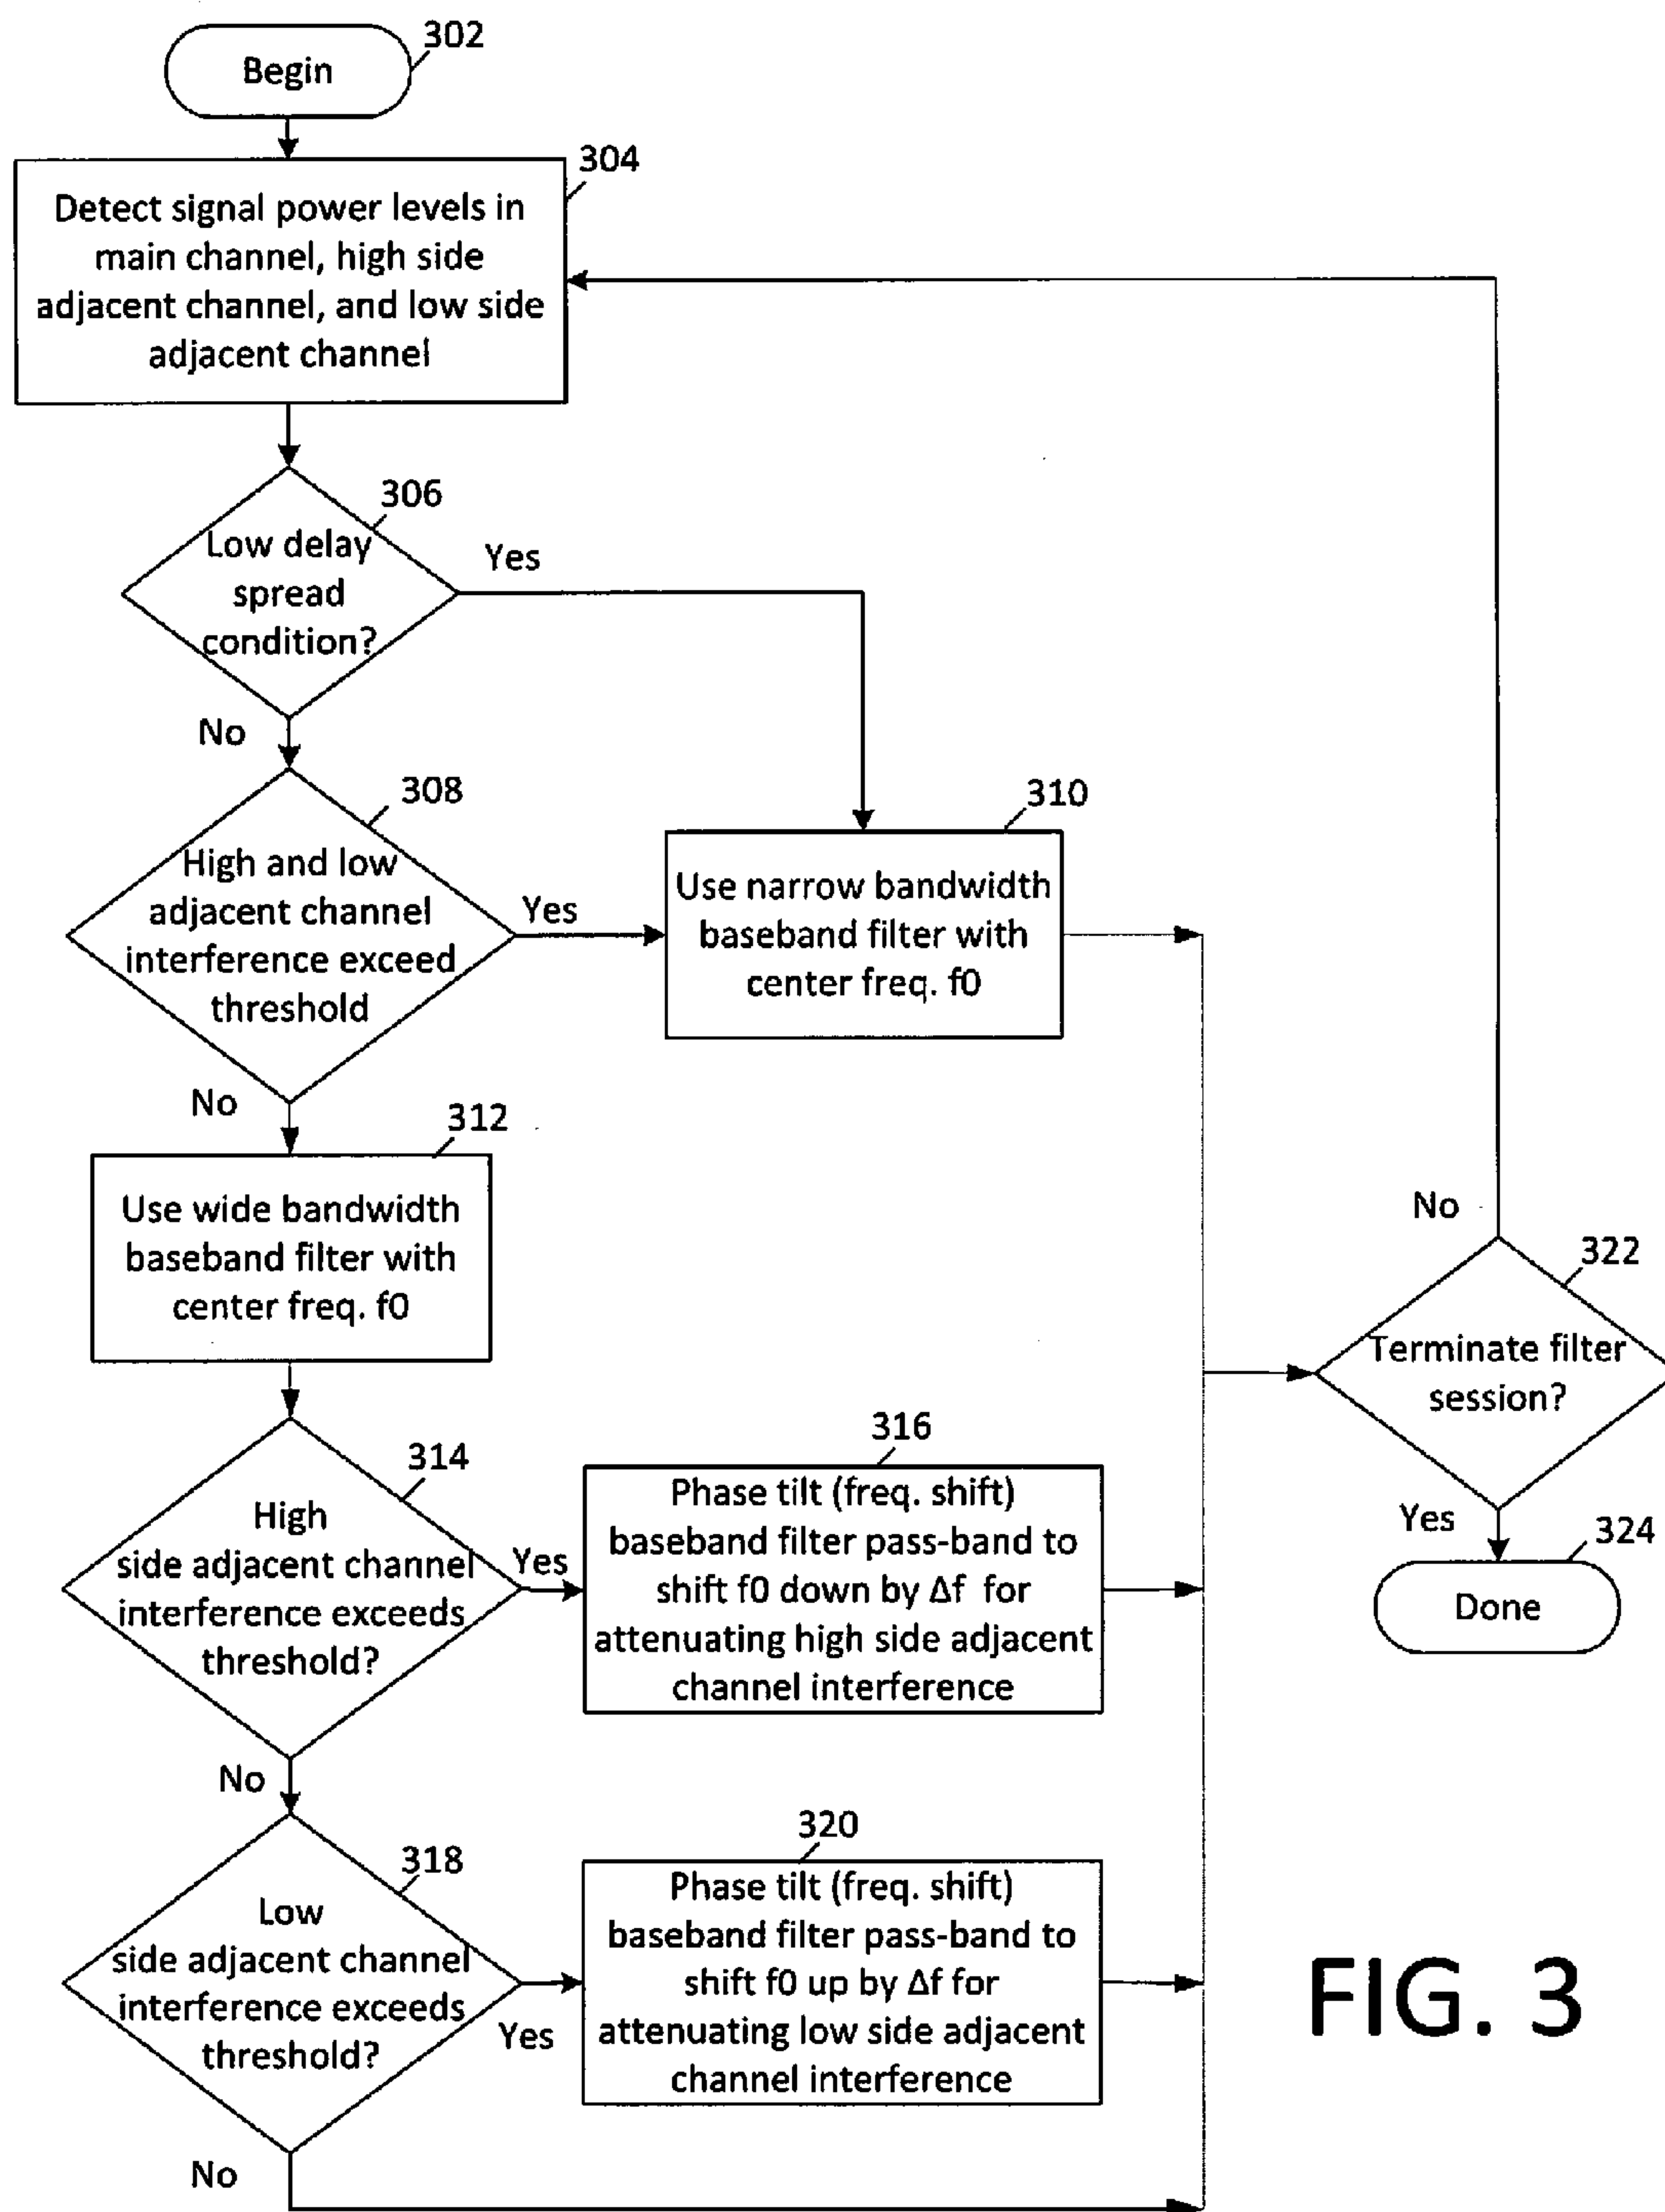 302
Begin
304
Detect signal power levels in
main channel, high side
adjacent channel, and low side
adjacent channel
306
Low delay
spread
condition?
Yes
No
308
High and low
adjacent channel
interference exceed
threshold
Yes
No
310
Use narrow bandwidth
baseband filter with
center freq. f0
312
Use wide bandwidth
baseband filter with
center freq. f0
314
High
side adjacent channel
interference exceeds
threshold?
Yes
No
316
Phase tilt (freq. shift)
baseband filter pass-band to
shift f0 down by Δf for
attenuating high side adjacent
channel interference
318
Low
side adjacent channel
interference exceeds
threshold?
Yes
No
320
Phase tilt (freq. shift)
baseband filter pass-band to
shift f0 up by Δf for
attenuating low side adjacent
channel interference
No
322
Terminate filter
session?
Yes
324
Done
FIG. 3